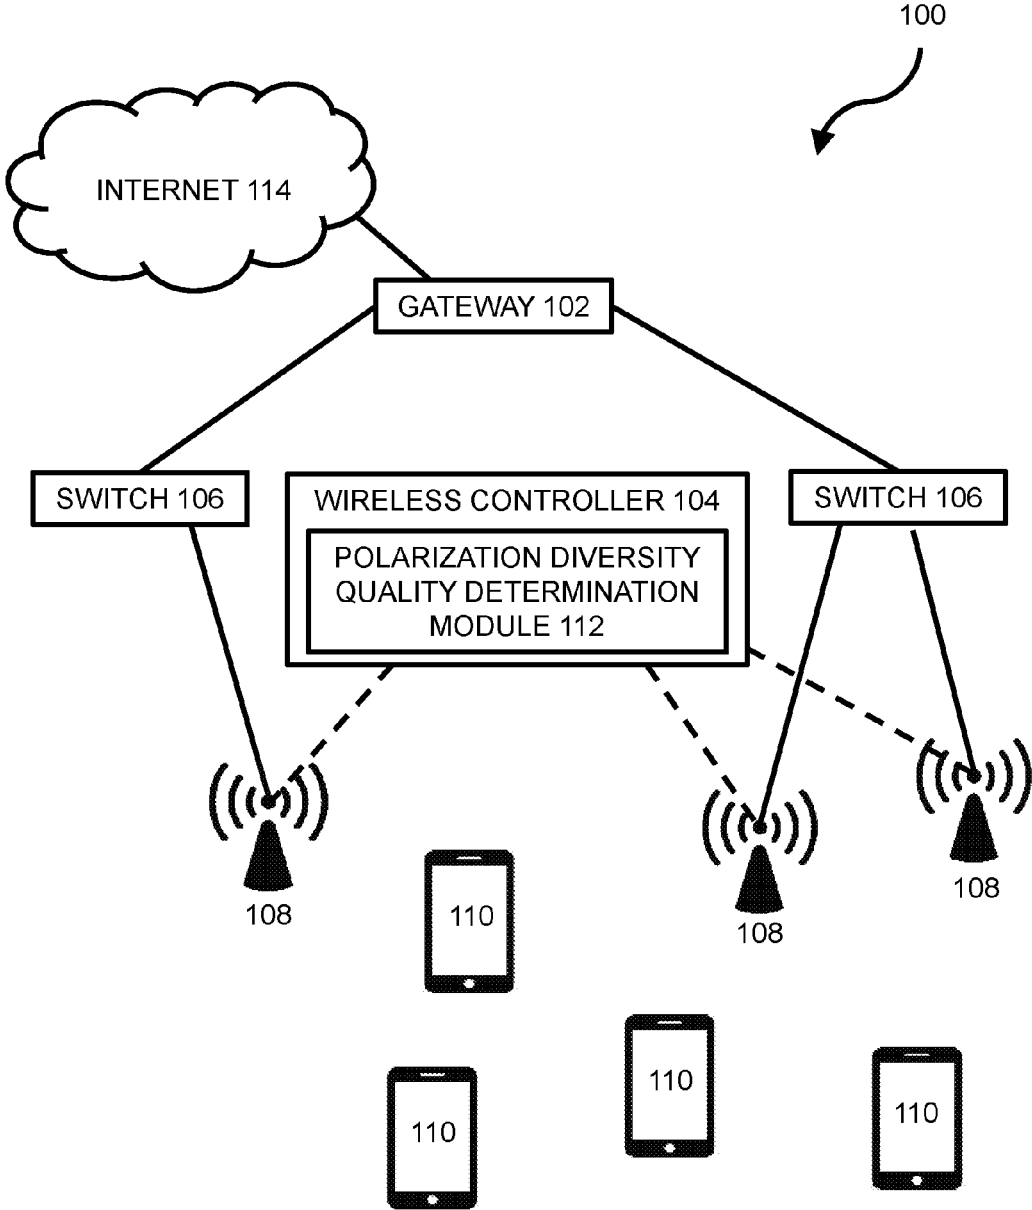 100
INTERNET 114
GATEWAY 102
SWITCH 106
WIRELESS CONTROLLER 104
SWITCH 106
POLARIZATION DIVERSITY
QUALITY DETERMINATION
MODULE 112
108
108
108
110
110
110
110